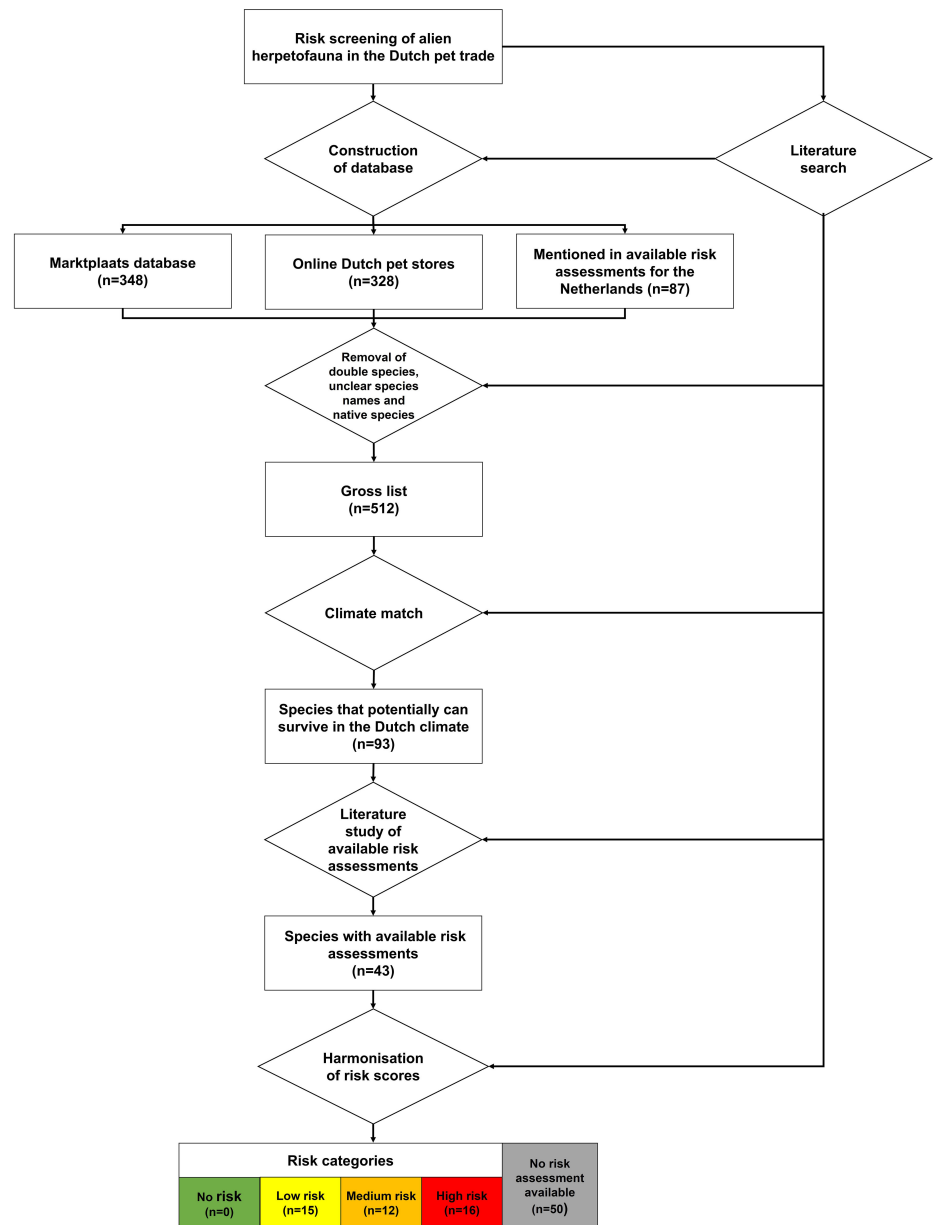 Risk screening of alien
herpetofauna in the Dutch pet trade
Construction
of database
Literature
search
Marktplaats database
(n=348)
Online Dutch pet stores
(n=328)
Mentioned in available risk
assessments for the
Netherlands (n=87)
Removal of
double species,
unclear species
names and
native species
Gross list
(n=512)
Climate match
Species that potentially can
survive in the Dutch climate
(n=93)
Literature
study of
available risk
assessments
Species with available risk
assessments
(n=43)
Harmonisation
of risk scores
Risk categories
No risk
(n=0)
Low risk
(n=15)
Medium risk
(n=12)
High risk
(n=16)
No risk
assessment
available
(n=50)